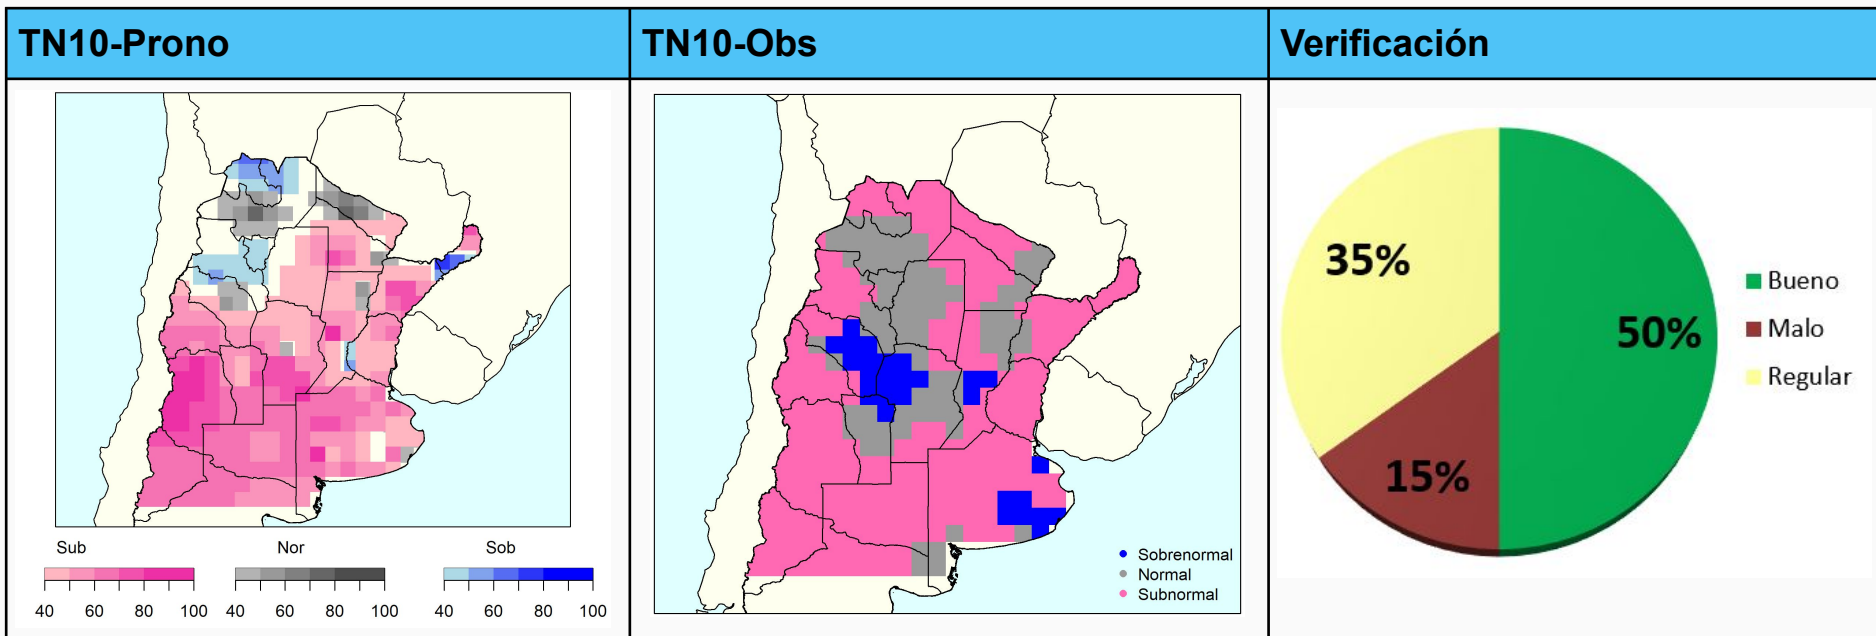 TN10-Prono
TN10-Obs
Verificación
Sub Nor Sob
40 60 80 100 40 60 80 100 40 60 80 100
Sobrenormal
Normal
Subnormal
35%
50%
15%
Bueno
Malo
Regular